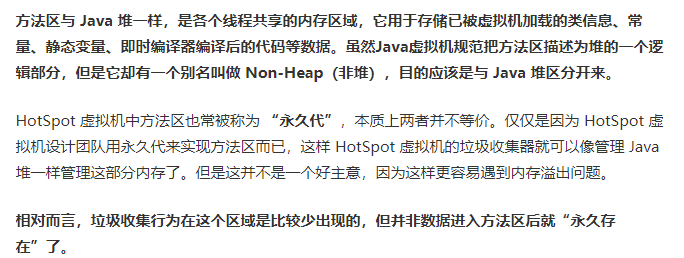 方法区与 Java 堆一样，是各个线程共享的内存区域，它用于存储已被虚拟机加载的类信息、常
量、静态变量、即时编译器编译后的代码等数据。虽然Java虚拟机规范把方法区描述为堆的一个逻
辑部分，但是它却有一个别名叫做 Non-Heap（非堆），目的应该是与 Java 堆区分开来。
HotSpot 虚拟机中方法区也常被称为 “永久代”，本质上两者并不等价。仅仅是因为 HotSpot 虚
拟机设计团队用永久代来实现方法区而已，这样 HotSpot 虚拟机的垃圾收集器就可以像管理 Java
堆一样管理这部分内存了。但是这并不是一个好主意，因为这样更容易遇到内存溢出问题。
相对而言，垃圾收集行为在这个区域是比较少出现的，但并非数据进入方法区后就“永久存
在”了。